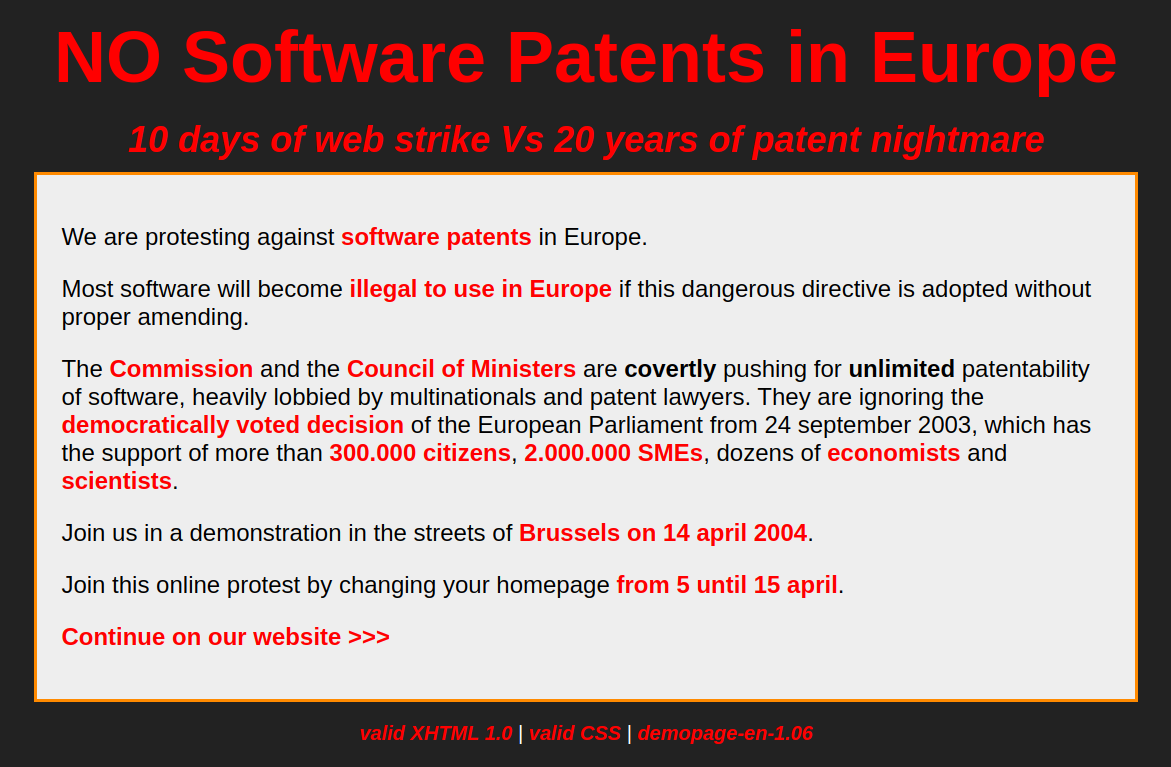 NO Software Patents in Europe
10 days of web strike Vs 20 years of patent nightmare
We are protesting against software patents in Europe.
Most software will become illegal to use in Europe if this dangerous directive is adopted without
proper amending.
The Commission and the Council of Ministers are covertly pushing for unlimited patentability
of software, heavily lobbied by multinationals and patent lawyers. They are ignoring the
democratically voted decision of the European Parliament from 24 september 2003, which has
the support of more than 300.000 citizens, 2.000.000 SMEs, dozens of economists and
scientists.
Join us in a demonstration in the streets of Brussels on 14 april 2004.
Join this online protest by changing your homepage from 5 until 15 april.
Continue on our website >>>
valid XHTML 1.0 | valid CSS | demopage-en-1.06